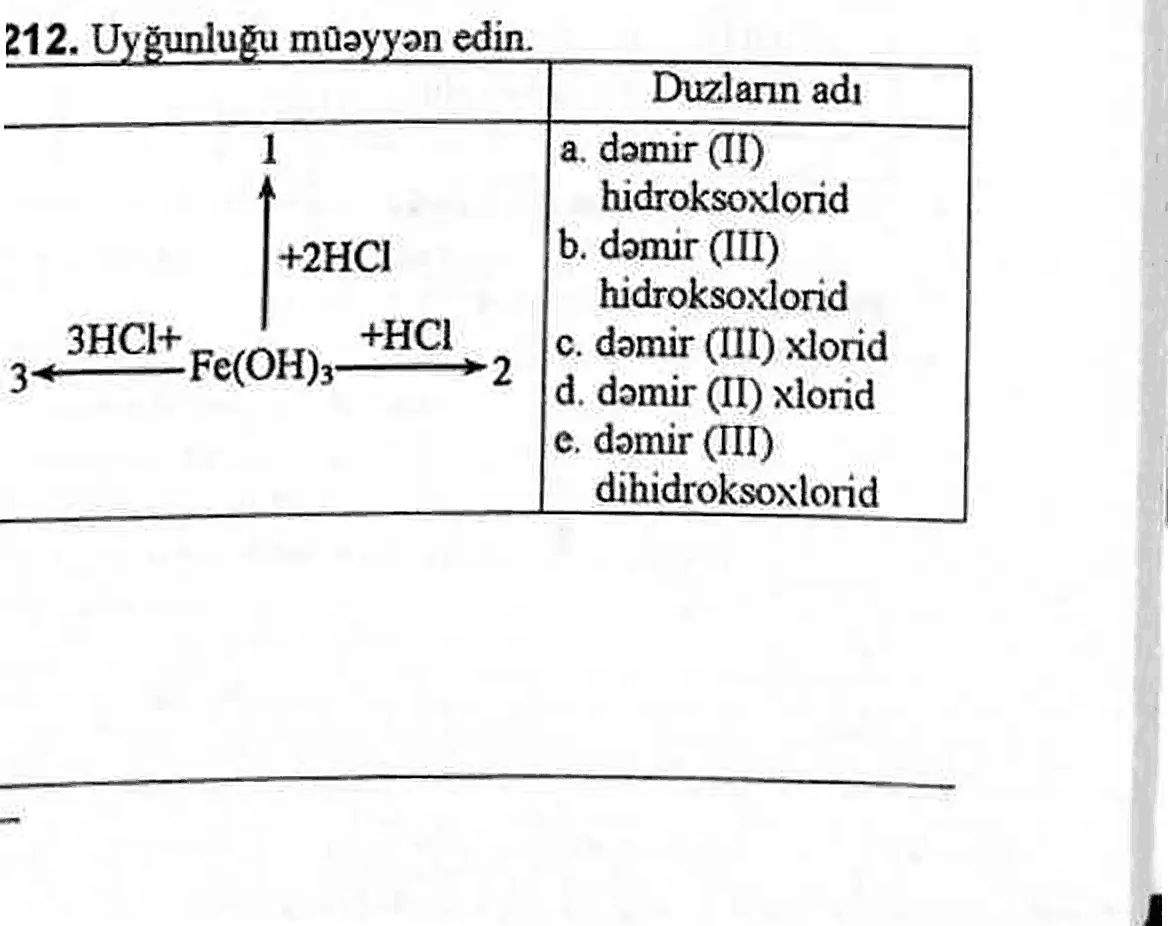 212. Uyğunluğu müəyyən edin.
Duzların adı
1
+2HCl
3HCl+
+HCl
3
Fe(OH)₃
2
a. dəmir (II)
hidroksoxlorid
b. dəmir (III)
hidroksoxlorid
c. dəmir (III) xlorid
d. dəmir (II) xlorid
e. dəmir (III)
dihidroksoxlorid